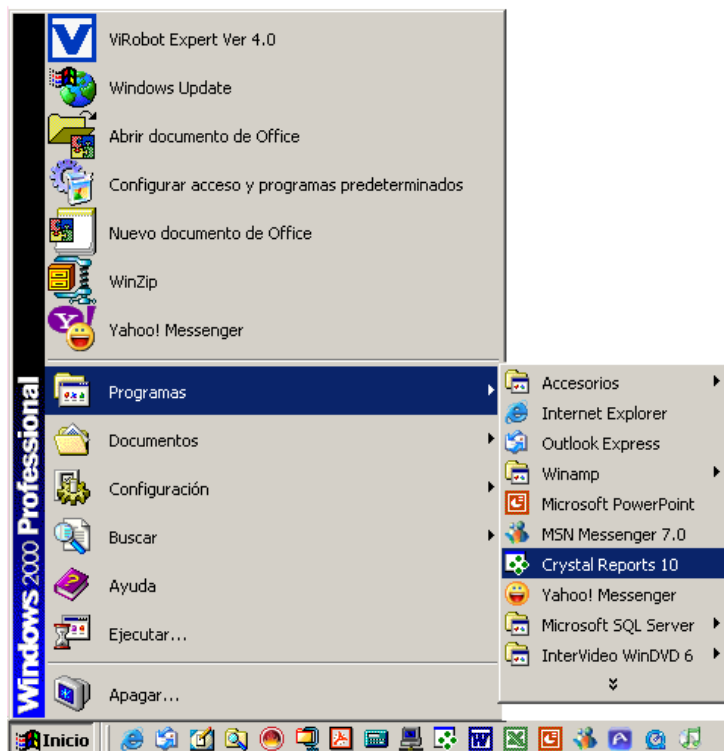 ViRobot Expert Ver 4.0
Windows Update
Abrir documento de Office
Configurar acceso y programas predeterminados
Nuevo documento de Office
WinZip
Yahoo! Messenger
Programas
Documentos
Configuración
Buscar
Ayuda
Ejecutar...
Apagar...
Windows 2000 Professional
Accesorios
Internet Explorer
Outlook Express
Winamp
Microsoft PowerPoint
MSN Messenger 7.0
Crystal Reports 10
Yahoo! Messenger
Microsoft SQL Server
InterVideo WinDVD 6
Inicio